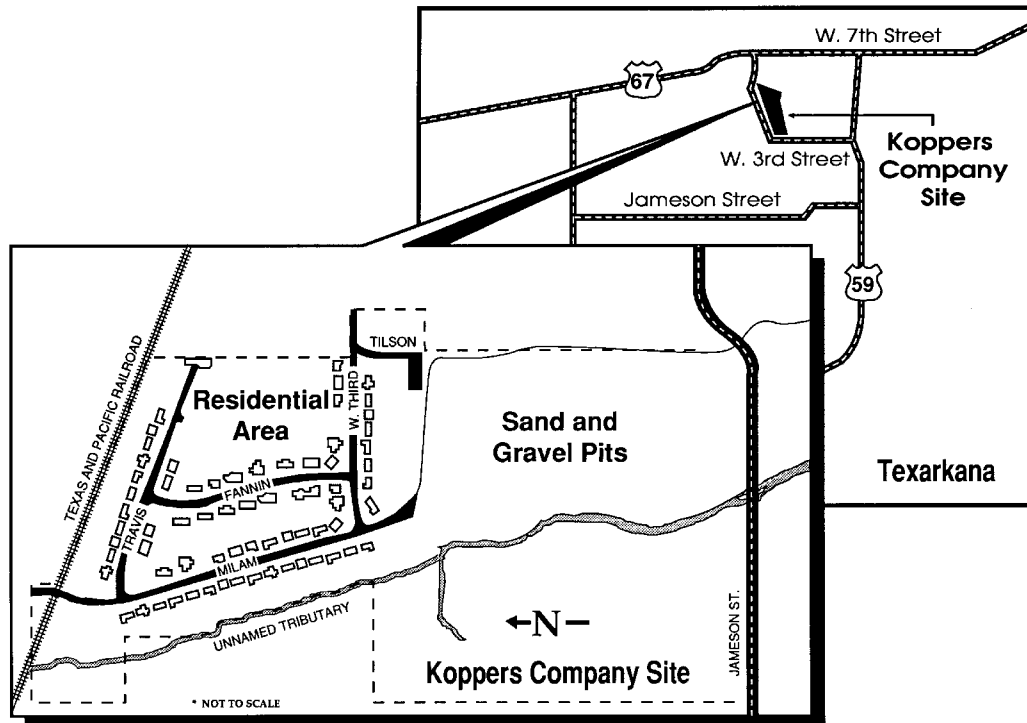 W. 7th Street
67
Koppers
Company
Site
W. 3rd Street
Jameson Street
59
Texarkana
TEXAS AND PACIFIC RAILROAD
TILSON
W. THIRD
Residential
Area
Sand and
Gravel Pits
FANNIN
TRAVIS
MILAM
UNNAMED TRIBUTARY
←N–
JAMESON ST.
Koppers Company Site
* NOT TO SCALE